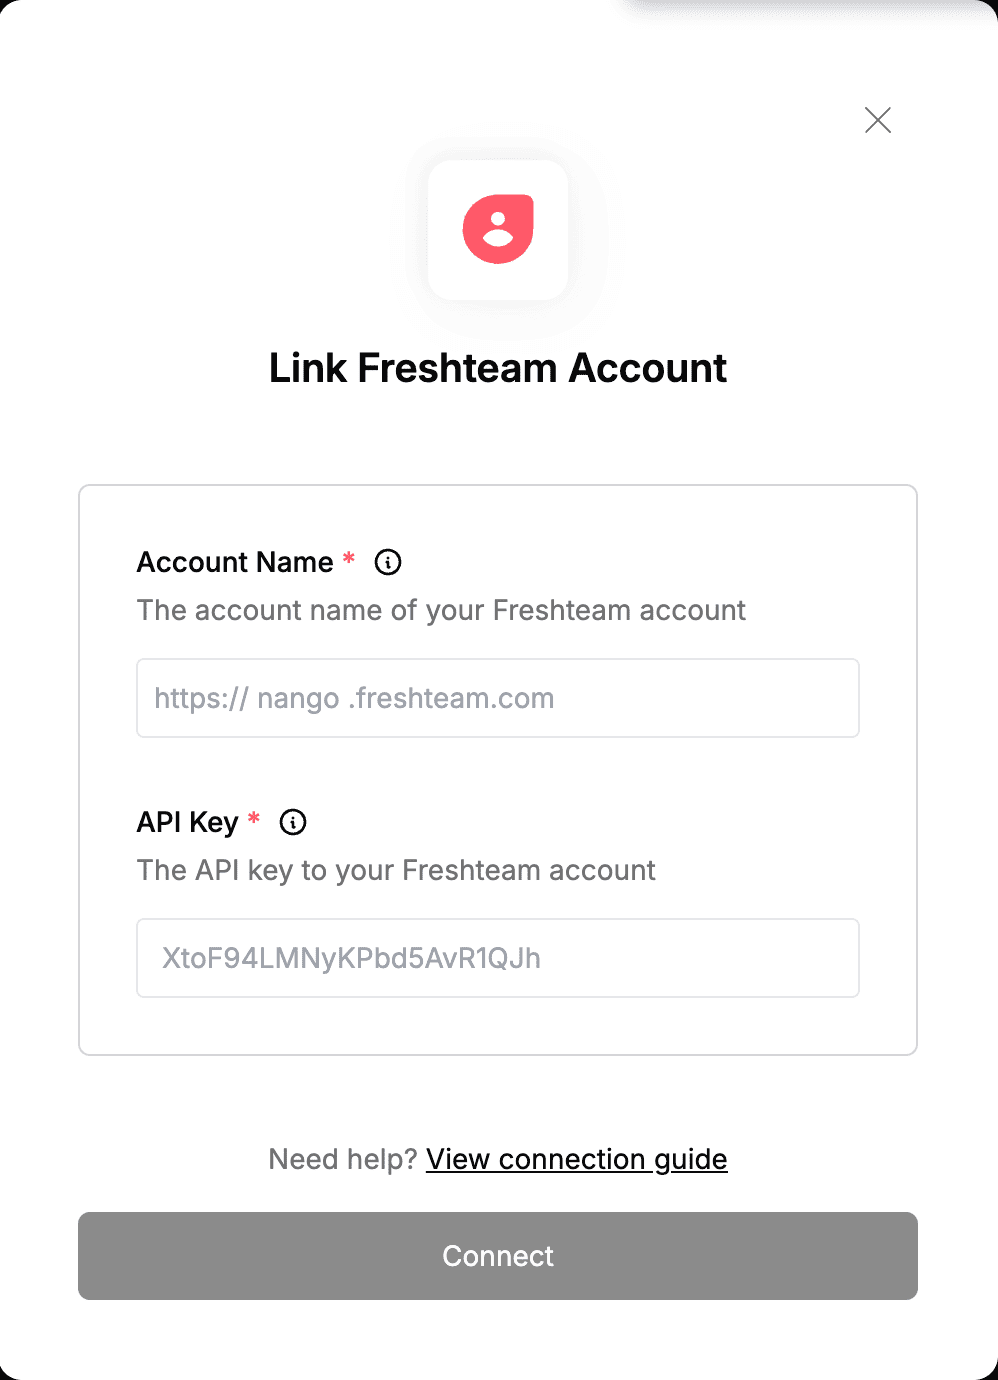 Link Freshteam Account
Account Name *
The account name of your Freshteam account
https:// nango .freshteam.com
API Key *
The API key to your Freshteam account
XtoF94LMNyKPbd5AvR1QJh
Need help? View connection guide
Connect